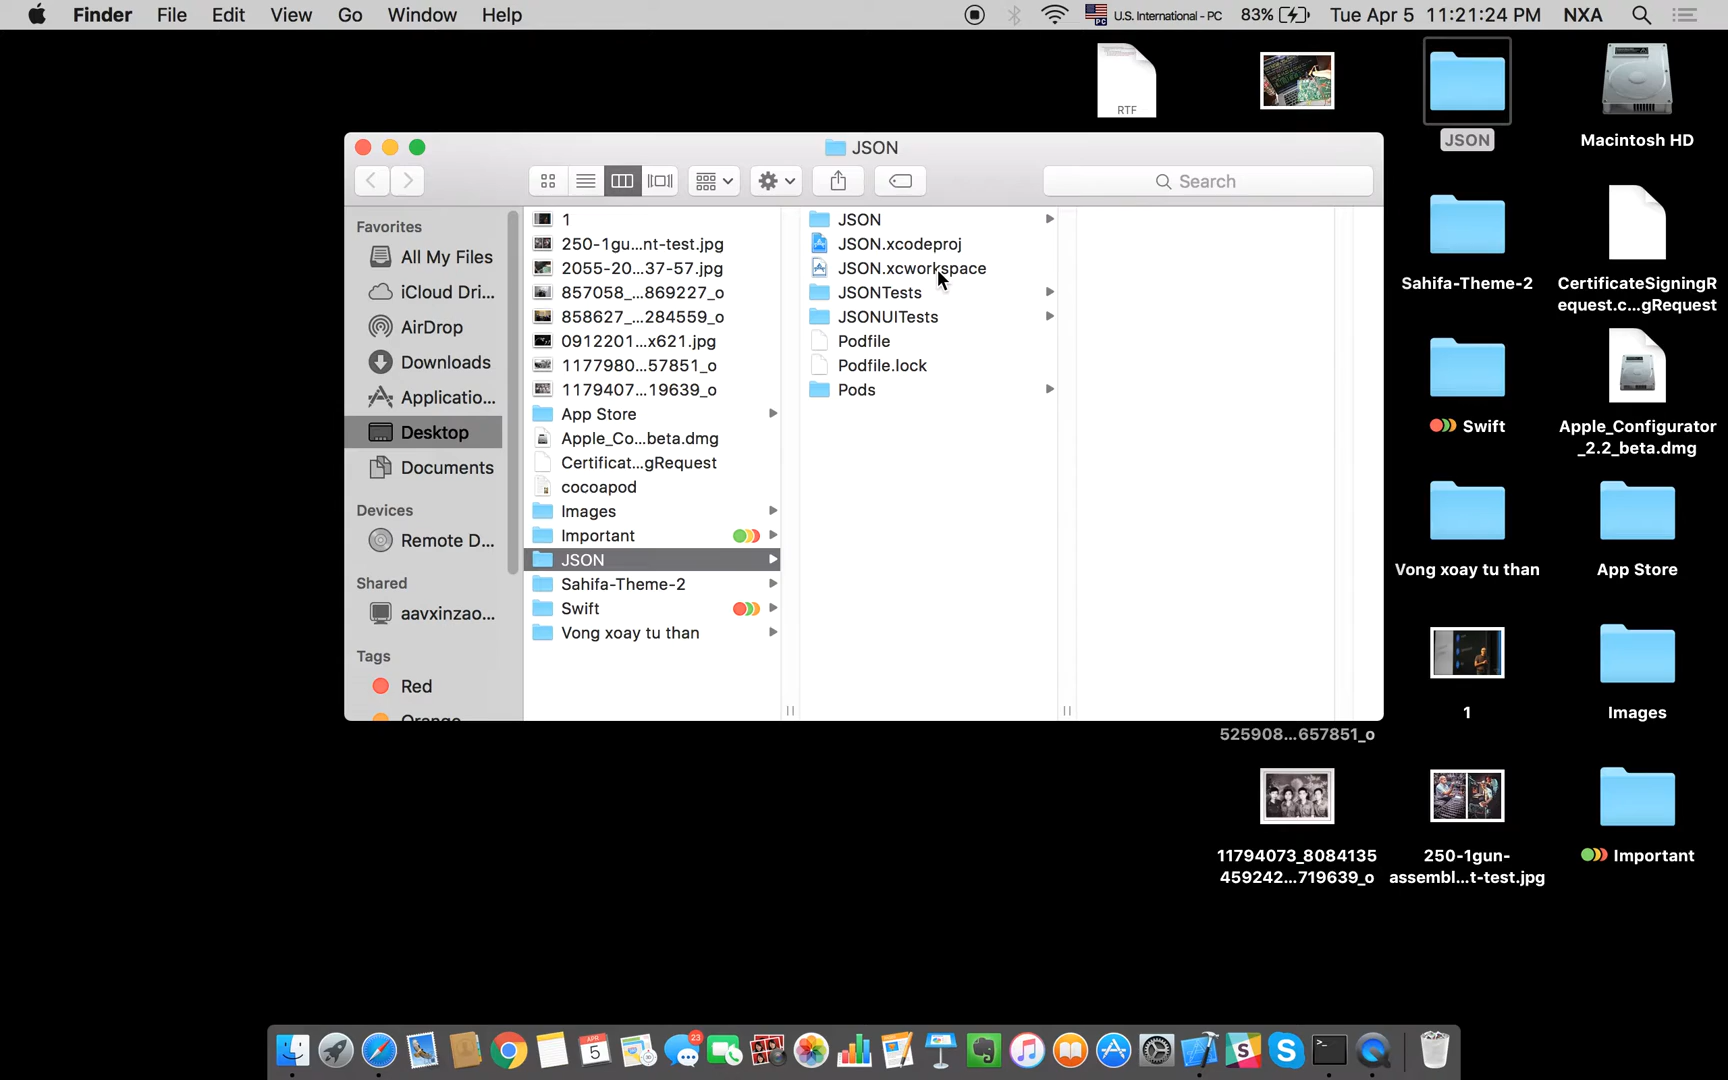 Finder File Edit View Go Window Help U.S. International - PC 83% Tue Apr 5 11:21:24 PM NXA
RTF
JSON
Macintosh HD
JSON
Search
Favorites
All My Files
iCloud Dri...
AirDrop
Downloads
Applicatio...
Desktop
Documents
Devices
Remote D...
Shared
aavxinzao...
Tags
Red
Orange
1
250-1gu...nt-test.jpg
2055-20...37-57.jpg
857058_...869227_o
858627_...284559_o
0912201...x621.jpg
1177980...57851_o
1179407...19639_o
App Store
Apple_Co...beta.dmg
Certificat...gRequest
cocoapod
Images
Important
JSON
Sahifa-Theme-2
Swift
Vong xoay tu than
JSON
JSON.xcodeproj
JSON.xcworkspace
JSONTests
JSONUITests
Podfile
Podfile.lock
Pods
Sahifa-Theme-2
CertificateSigningR
equest.c...gRequest
Swift
Apple_Configurator
_2.2_beta.dmg
Vong xoay tu than
App Store
1
Images
525908...657851_o
11794073_8084135
459242...719639_o
250-1gun-
assembl...t-test.jpg
Important
APR
5
23